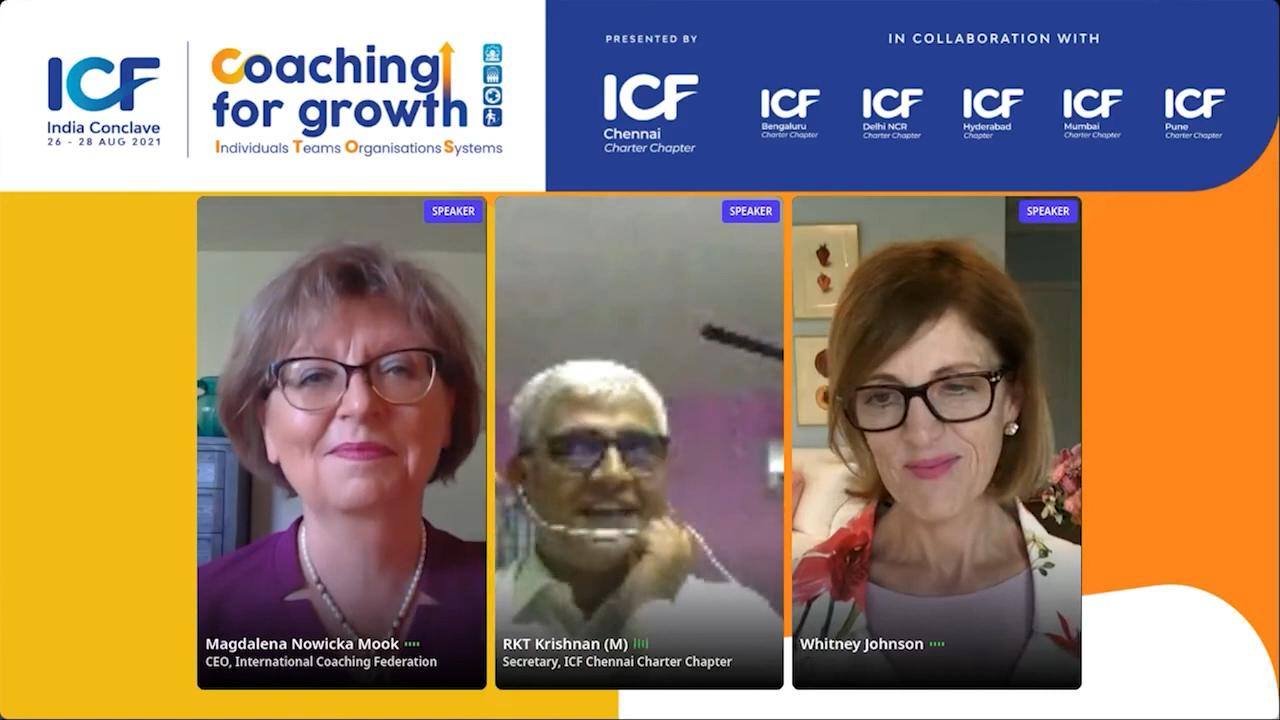 ICF
India Conclave
26 - 28 AUG 2021
Coaching
for growth
Individuals Teams Organisations Systems
PRESENTED BY
ICF
Chennai
Charter Chapter
IN COLLABORATION WITH
ICF
Bengaluru
Charter Chapter
ICF
Delhi NCR
Charter Chapter
ICF
Hyderabad
Charter Chapter
ICF
Mumbai
Charter Chapter
ICF
Pune
Charter Chapter
SPEAKER
Magdalena Nowicka Mook
CEO, International Coaching Federation
SPEAKER
RKT Krishnan (M)
Secretary, ICF Chennai Charter Chapter
SPEAKER
Whitney Johnson